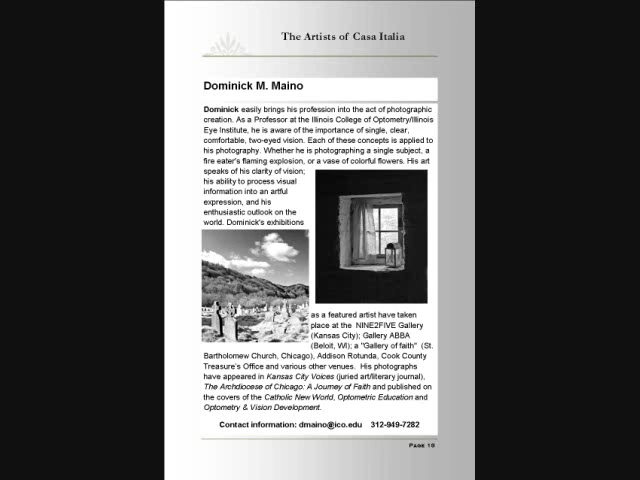 The Artists of Casa Italia
Dominick M. Maino
Dominick easily brings his profession into the act of photographic
creation. As a Professor at the Illinois College of Optometry/Illinois
Eye Institute, he is aware of the importance of single, clear,
comfortable, two-eyed vision. Each of these concepts is applied to
his photography. Whether he is photographing a single subject, a
fire eater's flaming explosion, or a vase of colorful flowers. His art
speaks of his clarity of vision;
his ability to process visual
information into an artful
expression, and his
enthusiastic outlook on the
world. Dominick's exhibitions
as a featured artist have taken
place at the NINE2FIVE Gallery
(Kansas City); Gallery ABBA
(Beloit, WI); a "Gallery of faith" (St.
Bartholomew Church, Chicago), Addison Rotunda, Cook County
Treasure's Office and various other venues. His photographs
have appeared in Kansas City Voices (juried art/literary journal),
The Archdiocese of Chicago: A Journey of Faith and published on
the covers of the Catholic New World, Optometric Education and
Optometry & Vision Development.
Contact information: dmaino@ico.edu 312-949-7282
Page 10